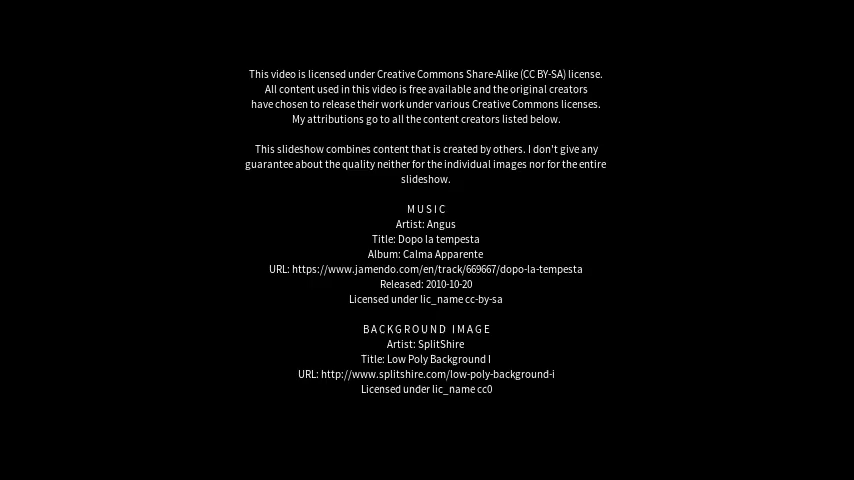 This video is licensed under Creative Commons Share-Alike (CC BY-SA) license.
All content used in this video is free available and the original creators
have chosen to release their work under various Creative Commons licenses.
My attributions go to all the content creators listed below.
This slideshow combines content that is created by others. I don't give any
guarantee about the quality neither for the individual images nor for the entire
slideshow.
MUSIC
Artist: Angus
Title: Dopo la tempesta
Album: Calma Apparente
URL: https://www.jamendo.com/en/track/669667/dopo-la-tempesta
Released: 2010-10-20
Licensed under lic_name cc-by-sa
BACKGROUND IMAGE
Artist: SplitShire
Title: Low Poly Background I
URL: http://www.splitshire.com/low-poly-background-i
Licensed under lic_name cc0